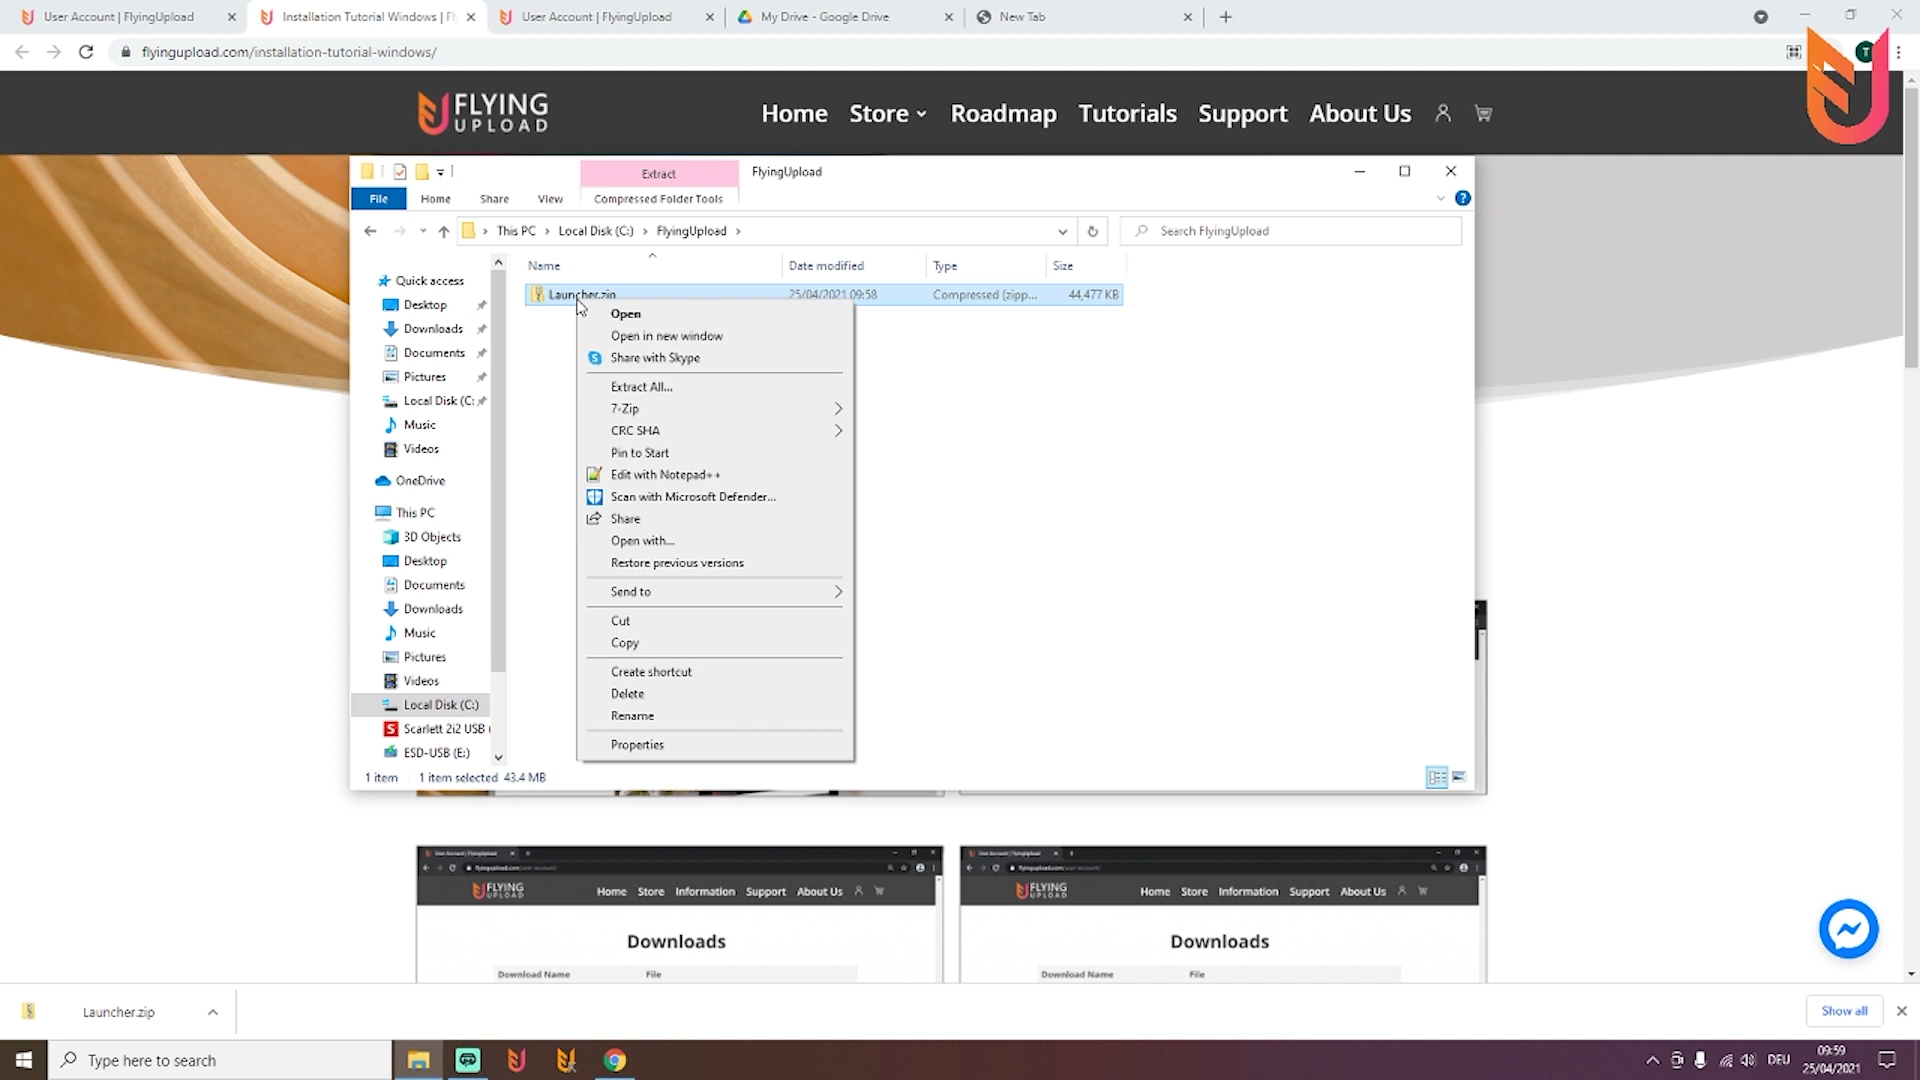 User Account | FlyingUpload
Installation Tutorial Windows | Fl
User Account | FlyingUpload
My Drive - Google Drive
New Tab
flyingupload.com/installation-tutorial-windows/
T
FLYING
UPLOAD
Home
Store
Roadmap
Tutorials
Support
About Us
Extract
FlyingUpload
File
Home
Share
View
Compressed Folder Tools
This PC
Local Disk (C:)
FlyingUpload
Search FlyingUpload
Name
Date modified
Type
Size
Launcher.zip
25/04/2021 09:58
Compressed (zipp...
44,477 KB
Quick access
Desktop
Downloads
Documents
Pictures
Local Disk (C:
Music
Videos
OneDrive
This PC
3D Objects
Desktop
Documents
Downloads
Music
Pictures
Videos
Local Disk (C:)
Scarlett 2i2 USB (
ESD-USB (E:)
Open
Open in new window
Share with Skype
Extract All...
7-Zip
CRC SHA
Pin to Start
Edit with Notepad++
Scan with Microsoft Defender...
Share
Open with...
Restore previous versions
Send to
Cut
Copy
Create shortcut
Delete
Rename
Properties
1 item
1 item selected 43.4 MB
FLYING
UPLOAD
Home
Store
Information
Support
About Us
Downloads
Download Name
File
FLYING
UPLOAD
Home
Store
Information
Support
About Us
Downloads
Download Name
File
Launcher.zip
Show all
Type here to search
DEU
09:59
25/04/2021